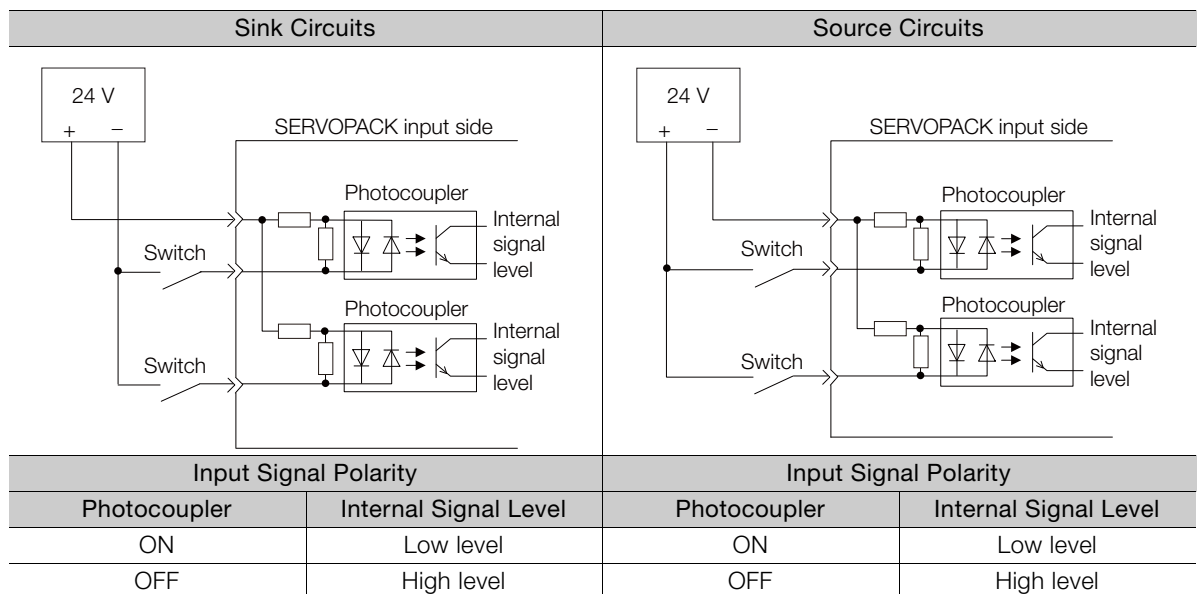 Sink Circuits
Source Circuits
24 V
+ −
SERVOPACK input side
Photocoupler
Internal
signal
level
Switch
Photocoupler
Internal
signal
level
Switch
24 V
+ −
SERVOPACK input side
Photocoupler
Internal
signal
level
Switch
Photocoupler
Internal
signal
level
Switch
Input Signal Polarity
Input Signal Polarity
Photocoupler Internal Signal Level Photocoupler Internal Signal Level
ON Low level ON Low level
OFF High level OFF High level